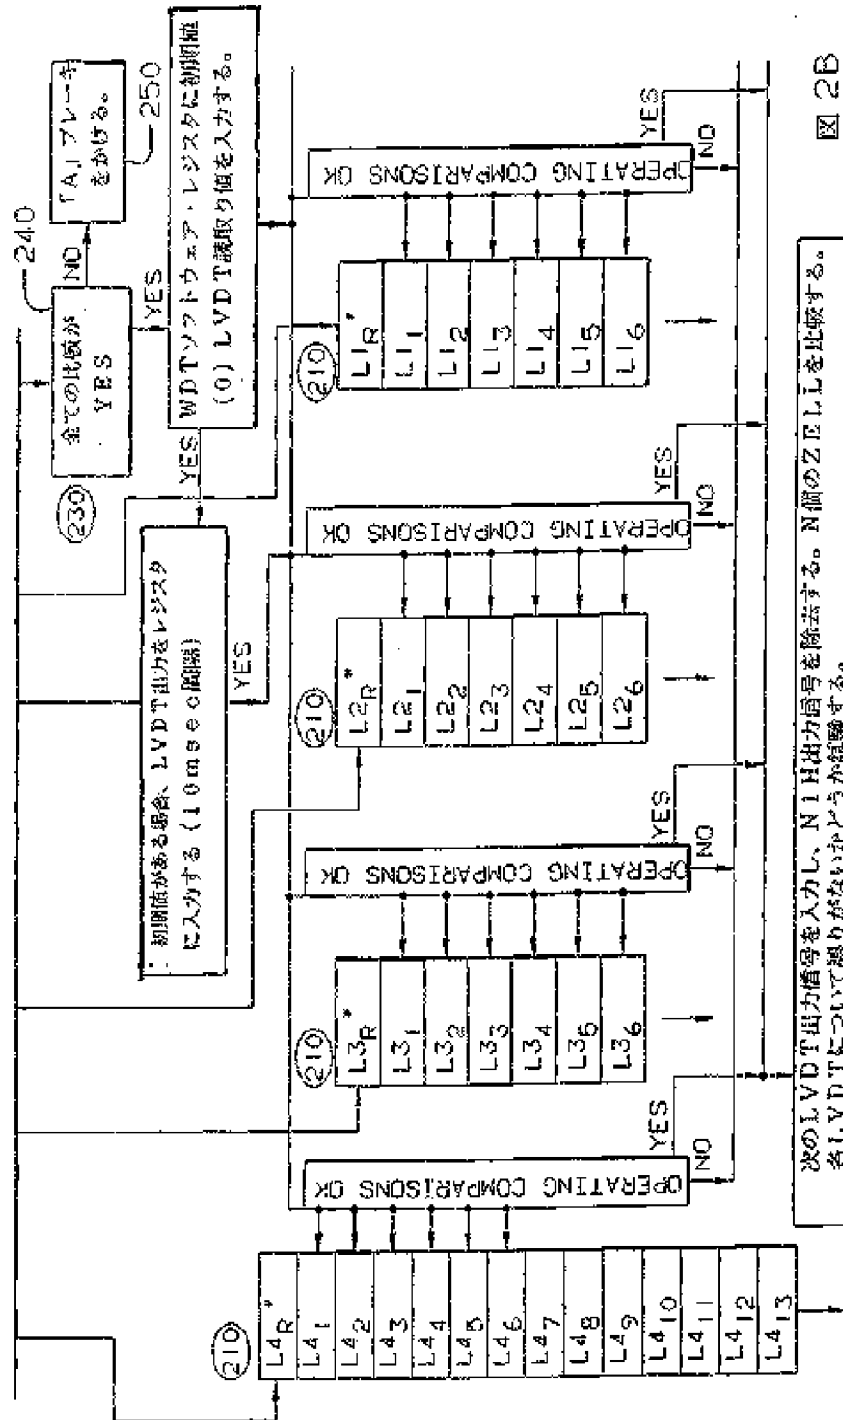 240
全ての比較が
YES
NO
「A」ブレーキ
をかける。
250
230
YES
WDTソフトウェア・レジスタに初期値
(0)LVDT読取り値を入力する。
YES
初期値がある場合、LVDT出力をレジスタ
に入力する(10msec間隔)
YES
210
L4R*
L41
L42
L43
L44
L45
L46
L47
L48
L49
L410
L411
L412
L413
OPERATING COMPARISONS OK
YES
NO
210
L3R*
L31
L32
L33
L34
L35
L36
OPERATING COMPARISONS OK
YES
NO
210
L2R*
L21
L22
L23
L24
L25
L26
OPERATING COMPARISONS OK
YES
NO
210
L1R*
L11
L12
L13
L14
L15
L16
OPERATING COMPARISONS OK
YES
NO
次のLVDT出力信号を入力し、N1H出力信号を除去する。N個のZELLを比較する。
各LVDTについて誤りがないかどうか試験する。
図 2B